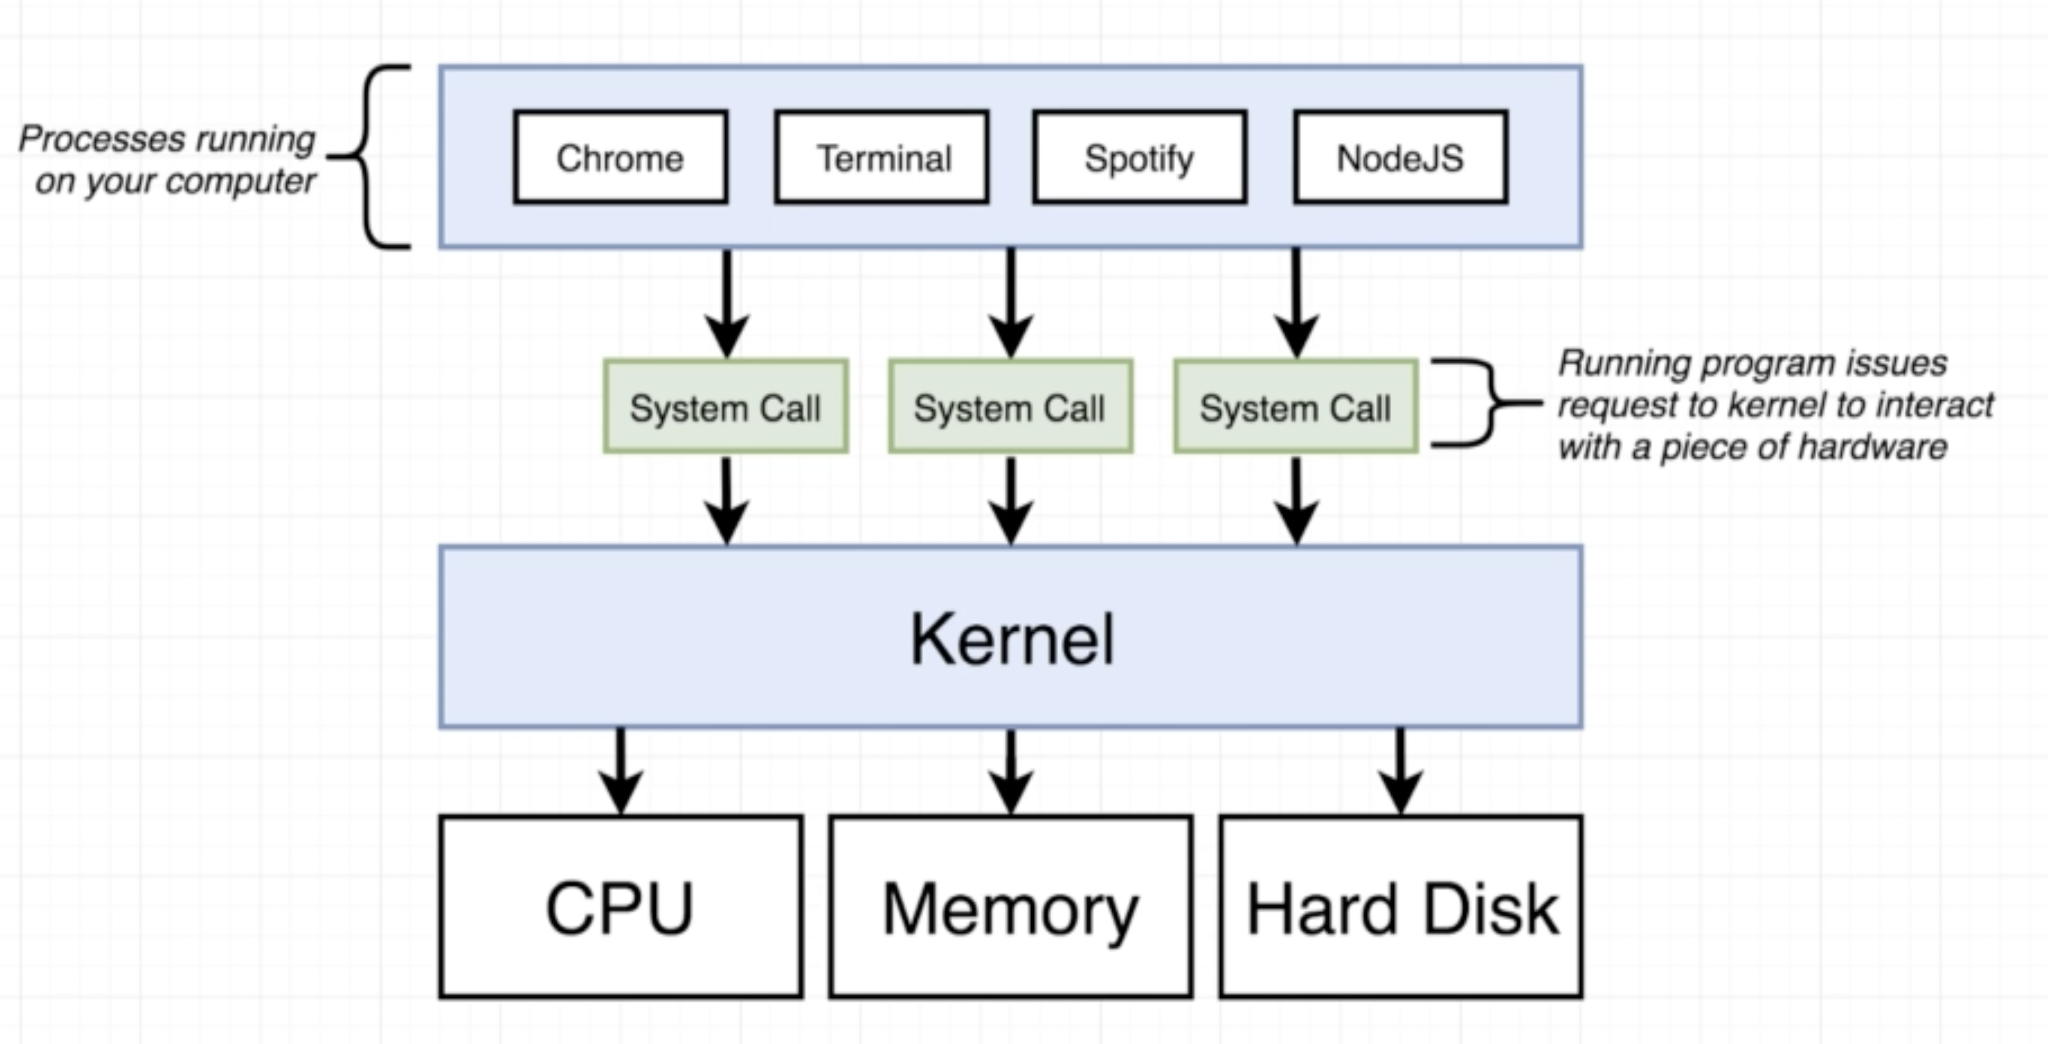 Processes running
on your computer
Chrome
Terminal
Spotify
NodeJS
System Call
System Call
System Call
Running program issues
request to kernel to interact
with a piece of hardware
Kernel
CPU
Memory
Hard Disk